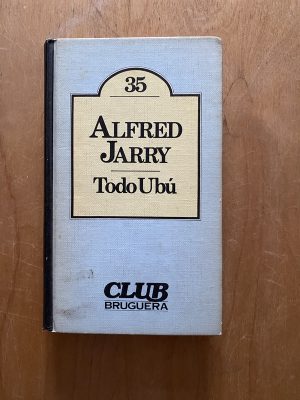 35
ALFRED
JARRY
Todo Ubú
CLUB
BRUGUERA